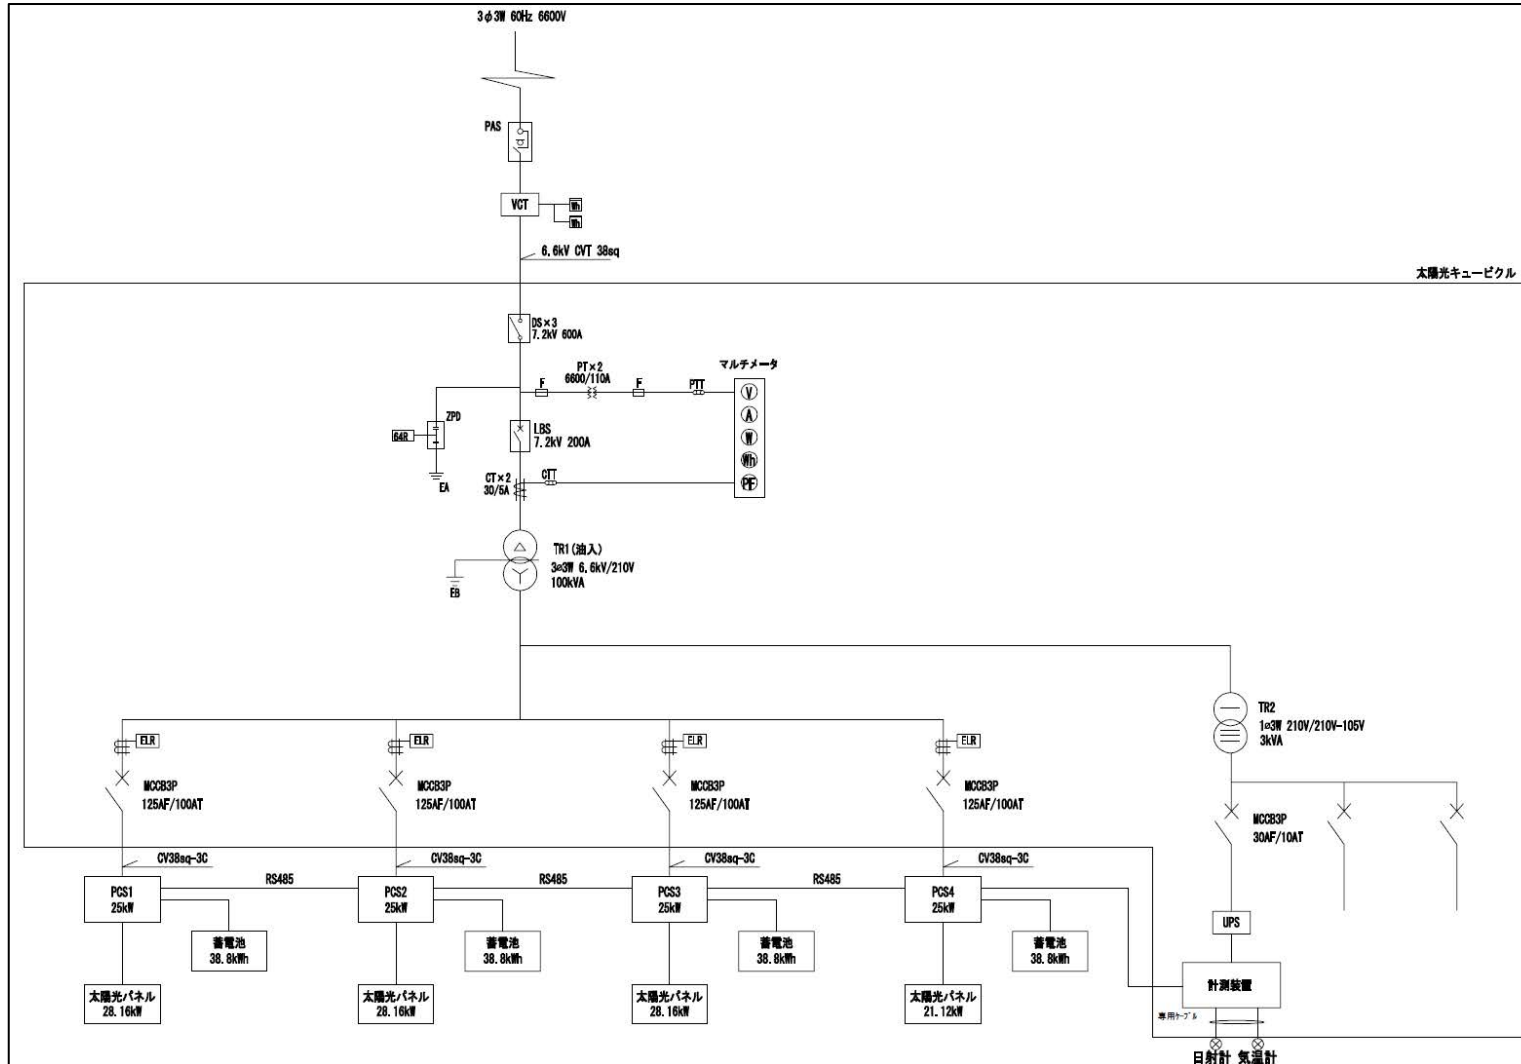 3φ3W 60Hz 6600V
PAS
VCT
Wh
Wh
6.6kV CVT 38sq
太陽光キュービクル
DS×3
7.2kV 600A
PT×2
6600/110A
F
F
PTT
マルチメータ
V
A
W
Wh
PF
ZPD
64R
EA
LBS
7.2kV 200A
CT×2
30/5A
CTT
TR1(油入)
3ø3W 6.6kV/210V
100kVA
EB
TR2
1ø3W 210V/210V-105V
3kVA
ELR
ELR
ELR
ELR
MCCB3P
125AF/100AT
MCCB3P
125AF/100AT
MCCB3P
125AF/100AT
MCCB3P
125AF/100AT
MCCB3P
30AF/10AT
CV38sq-3C
CV38sq-3C
CV38sq-3C
CV38sq-3C
PCS1
25kW
RS485
PCS2
25kW
RS485
PCS3
25kW
RS485
PCS4
25kW
UPS
蓄電池
38.8kWh
蓄電池
38.8kWh
蓄電池
38.8kWh
蓄電池
38.8kWh
計測装置
太陽光パネル
28.16kW
太陽光パネル
28.16kW
太陽光パネル
28.16kW
太陽光パネル
21.12kW
専用ｹｰﾌﾞﾙ
日射計 気温計